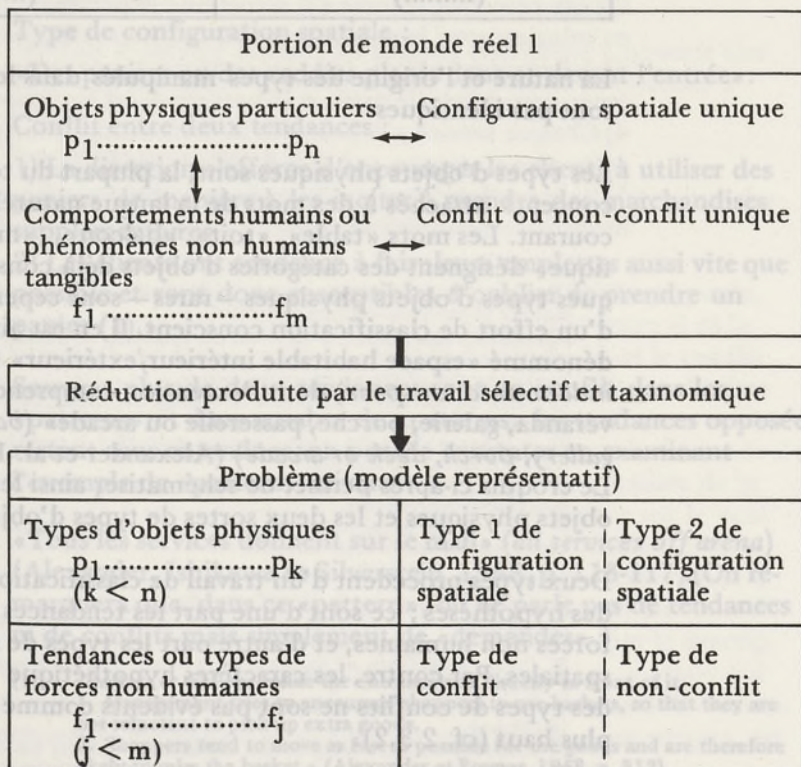 Portion de monde réel 1
Objets physiques particuliers
p1......................pn
Configuration spatiale unique
Comportements humains ou
phénomènes non humains
tangibles
f1......................fm
Conflit ou non-conflit unique
Réduction produite par le travail sélectif et taxinomique
Problème (modèle représentatif)
Types d'objets physiques
p1......................pk
(k < n)
Type 1 de
configuration
spatiale
Type 2 de
configuration
spatiale
Tendances ou types de
forces non humaines
f1......................fj
(j < m)
Type de
conflit
Type de
non-conflit